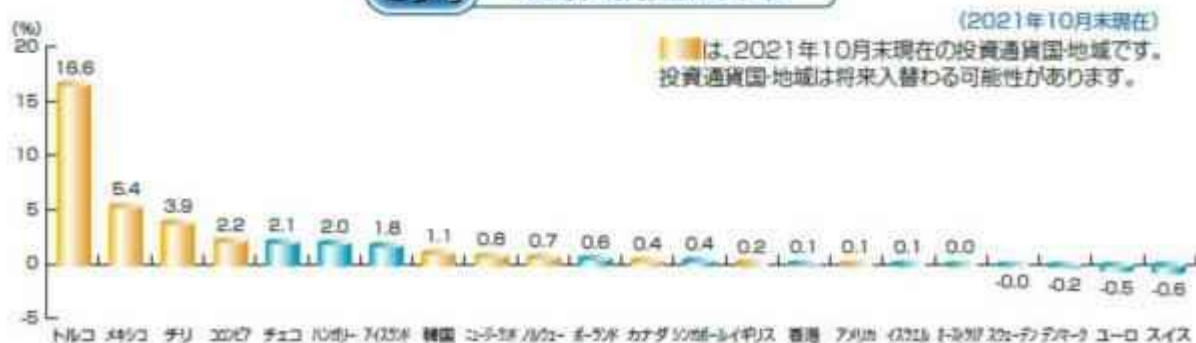 (2021年10月末現在)
は、2021年10月末現在の投資通貨国・地域です。
投資通貨国・地域は将来入替わる可能性があります。
(%)
20
15
10
5
0
-5
16.6 5.4 3.9 2.2 2.1 2.0 1.8 1.1 0.8 0.7 0.6 0.4 0.4 0.2 0.1 0.1 0.1 0.0 -0.0 -0.2 -0.5 -0.6
トルコ メキシコ チリ コロンビア チェコ ハンガリー アイスランド 韓国 ニュージーランド ノルウェー ポーランド カナダ シンガポール イギリス 香港 アメリカ イスラエル オーストラリア スウェーデン デンマーク ユーロ スイス